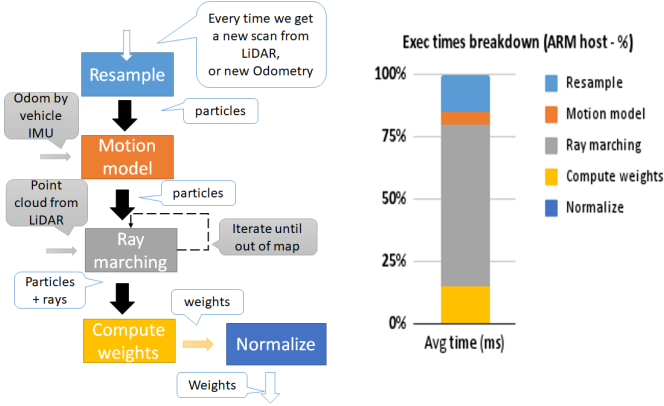 Every time we get
a new scan from
LiDAR,
or new Odometry
Resample
particles
Odom by
vehicle
IMU
Motion
model
particles
Point
cloud from
LiDAR
Ray
marching
Iterate until
out of map
Particles
+ rays
weights
Compute
weights
Normalize
Weights
Exec times breakdown (ARM host - %)
100%
75%
50%
25%
0%
Avg time (ms)
Resample
Motion model
Ray marching
Compute weights
Normalize